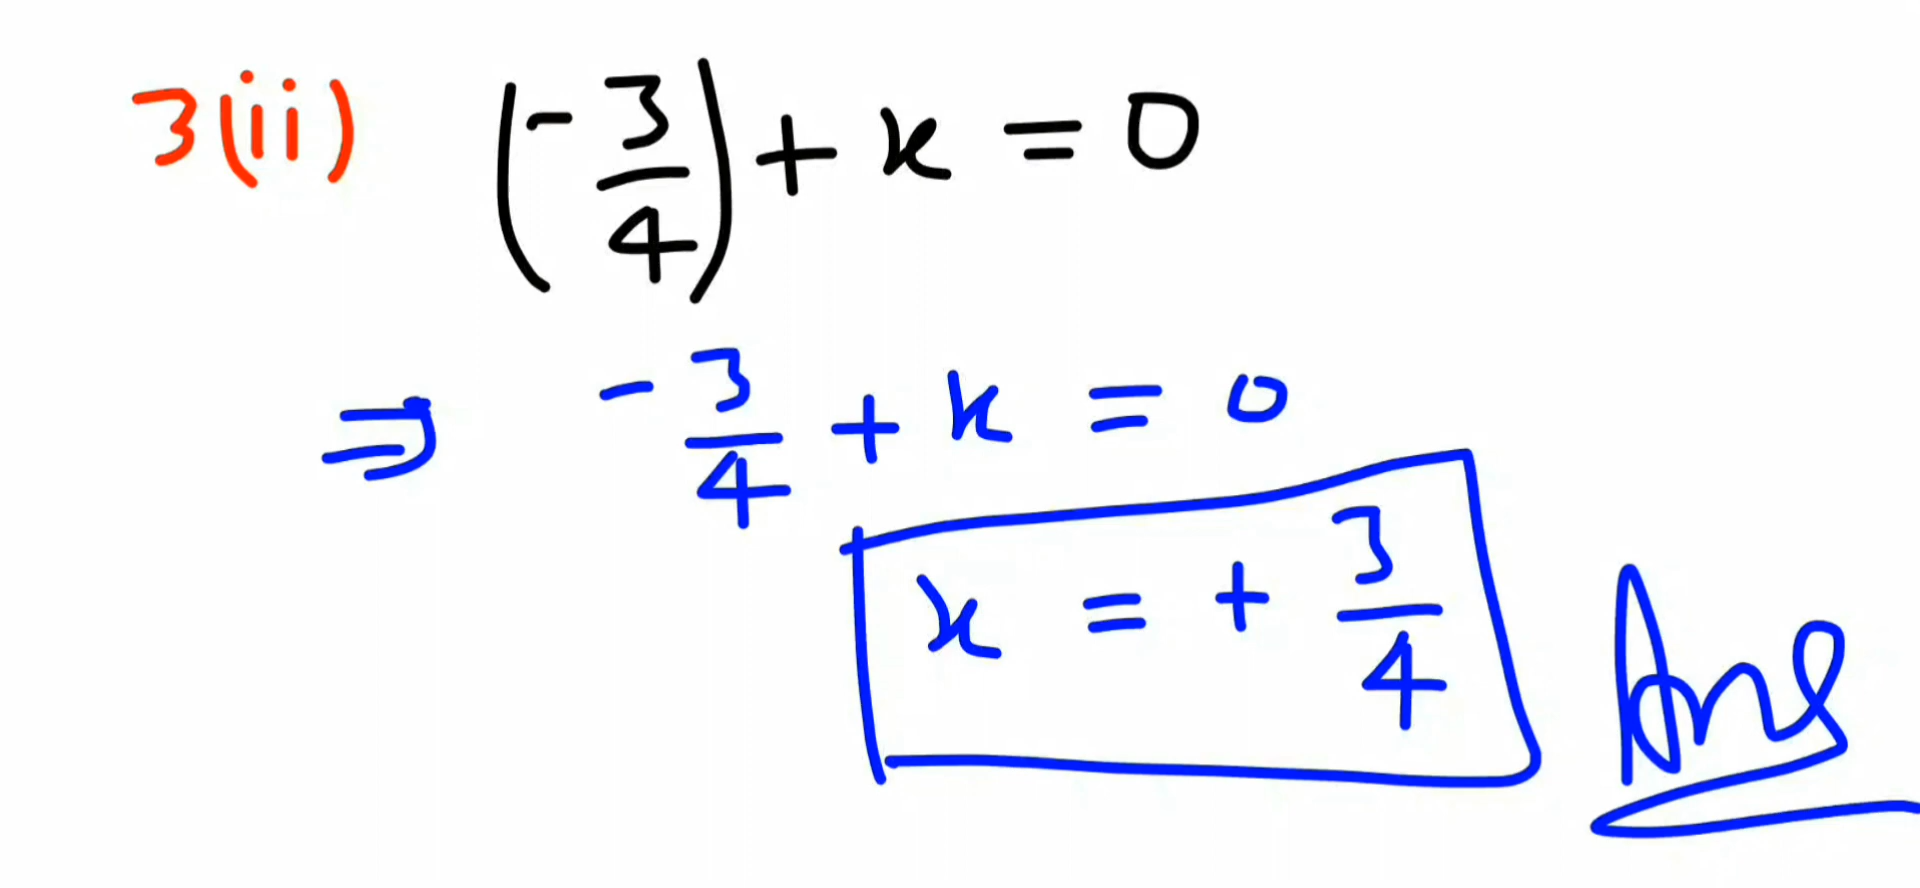 3(ii) (-3/4) + x = 0
⇒ -3/4 + x = 0
x = + 3/4
Ans